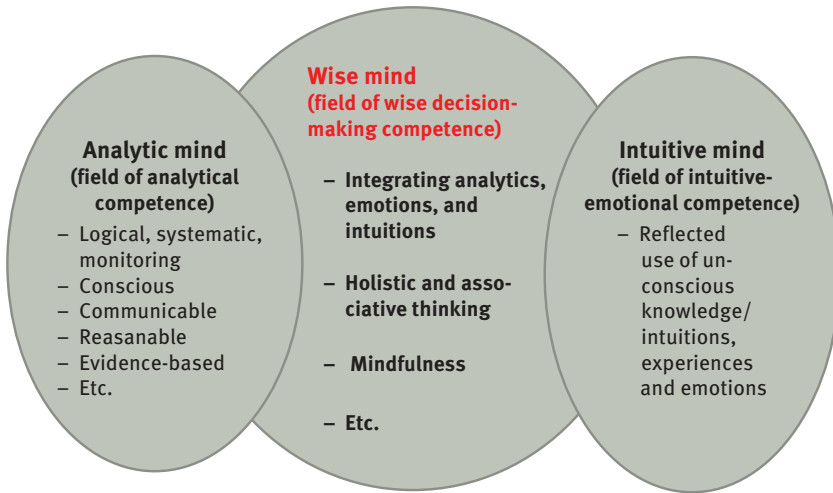 Analytic mind
(field of analytical
competence)
– Logical, systematic,
monitoring
– Conscious
– Communicable
– Reasanable
– Evidence-based
– Etc.
Wise mind
(field of wise decision-
making competence)
– Integrating analytics,
emotions, and
intuitions
– Holistic and asso-
ciative thinking
– Mindfulness
– Etc.
Intuitive mind
(field of intuitive-
emotional competence)
– Reflected
use of un-
conscious
knowledge/
intuitions,
experiences
and emotions